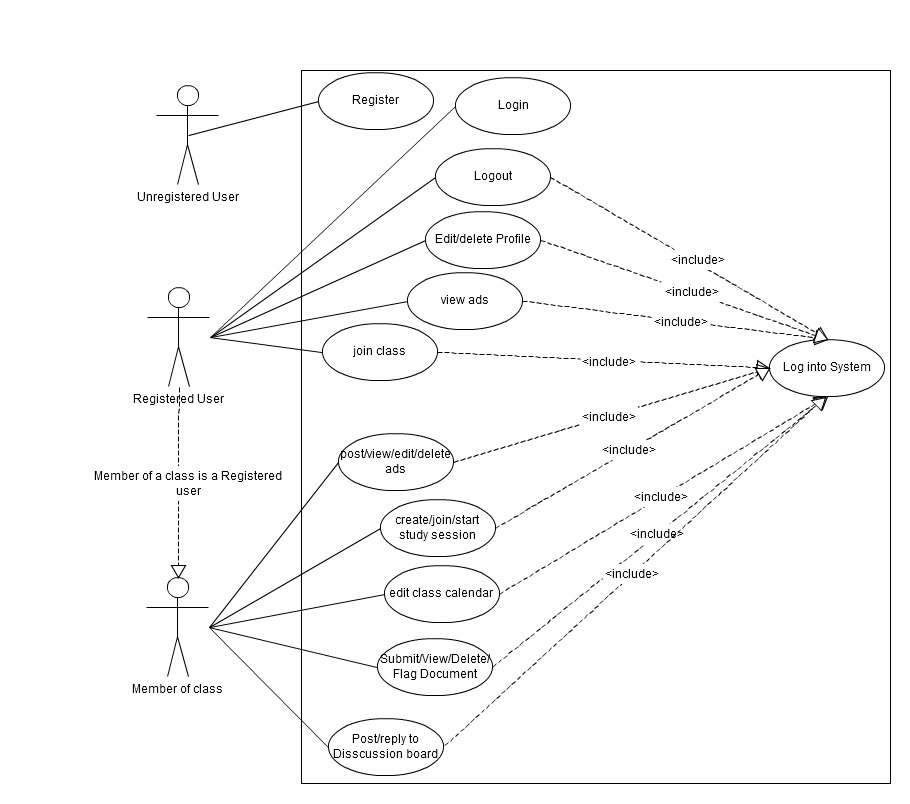 Register
Login
Unregistered User
Logout
Edit/delete Profile
<include>
<include>
view ads
<include>
join class
<include>
Log into System
Registered User
<include>
post/view/edit/delete
ads
<include>
Member of a class is a Registered
user
<include>
create/join/start
study session
<include>
<include>
edit class calendar
Submit/View/Delete/
Flag Document
Member of class
Post/reply to
Disscussion board